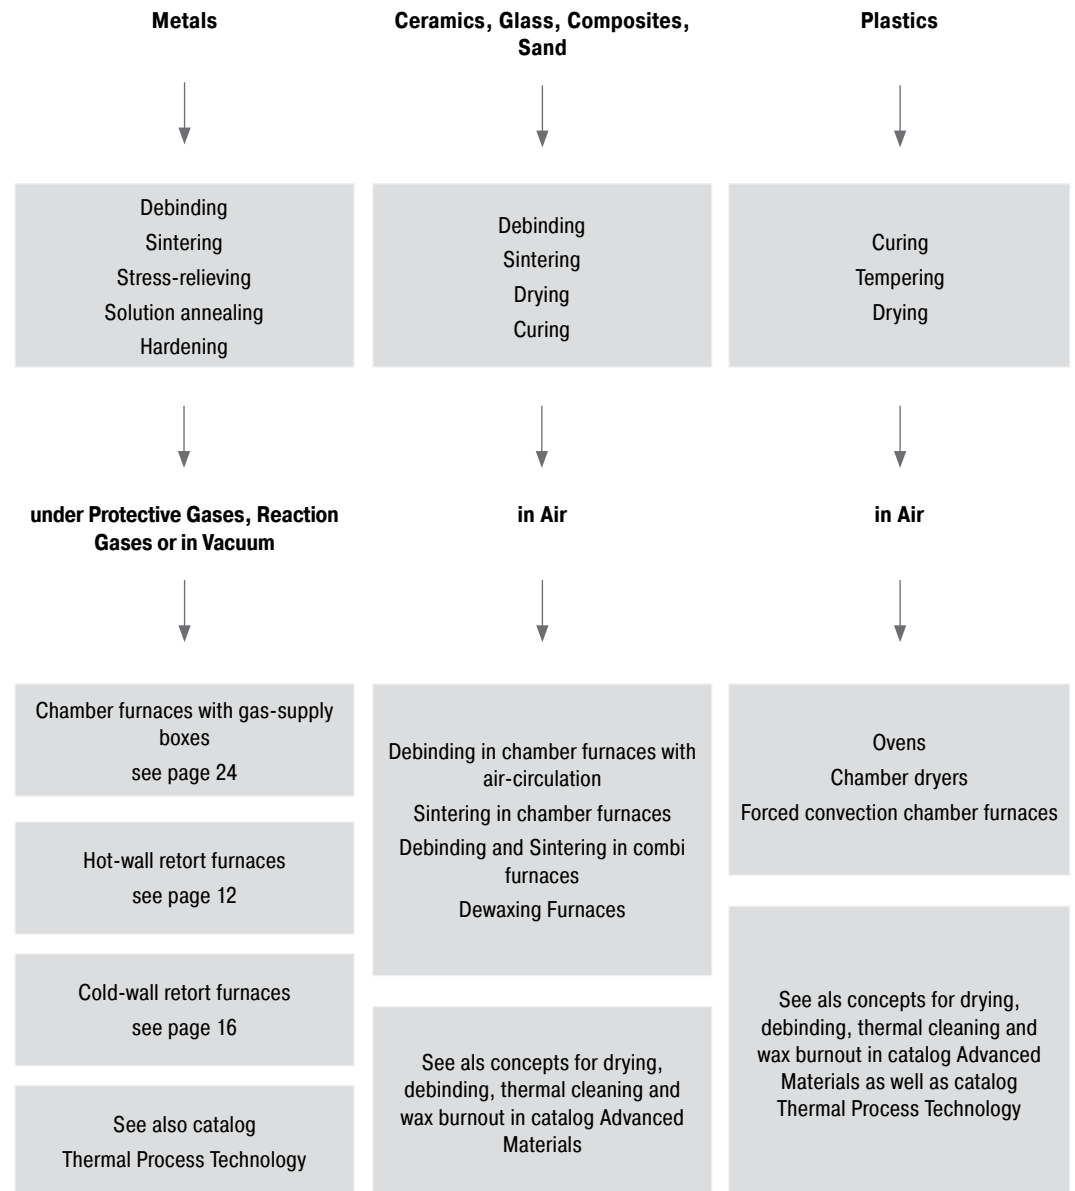 Metals
Ceramics, Glass, Composites,
Sand
Plastics
Debinding
Sintering
Stress-relieving
Solution annealing
Hardening
Debinding
Sintering
Drying
Curing
Curing
Tempering
Drying
under Protective Gases, Reaction
Gases or in Vacuum
in Air
in Air
Chamber furnaces with gas-supply
boxes
see page 24
Hot-wall retort furnaces
see page 12
Cold-wall retort furnaces
see page 16
See also catalog
Thermal Process Technology
Debinding in chamber furnaces with
air-circulation
Sintering in chamber furnaces
Debinding and Sintering in combi
furnaces
Dewaxing Furnaces
See als concepts for drying,
debinding, thermal cleaning and
wax burnout in catalog Advanced
Materials
Ovens
Chamber dryers
Forced convection chamber furnaces
See als concepts for drying,
debinding, thermal cleaning and
wax burnout in catalog Advanced
Materials as well as catalog
Thermal Process Technology